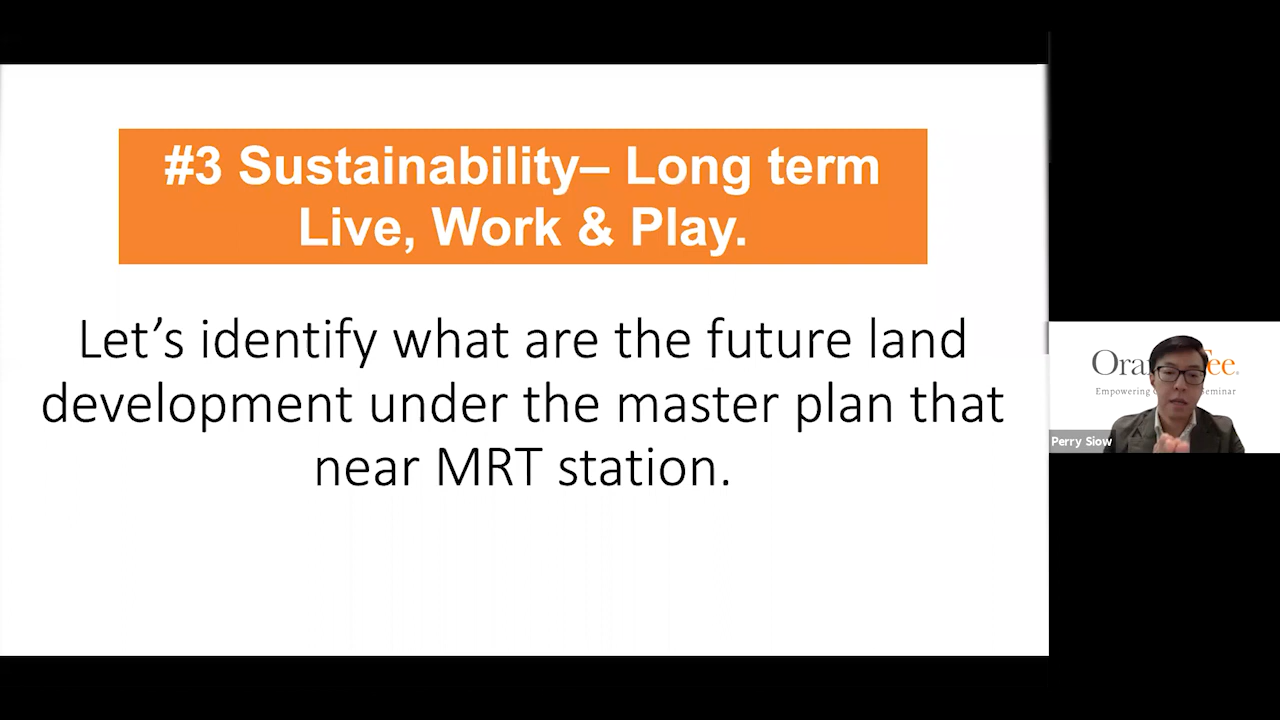 #3 Sustainability– Long term
Live, Work & Play.
Let’s identify what are the future land
development under the master plan that
near MRT station.
Perry Siow